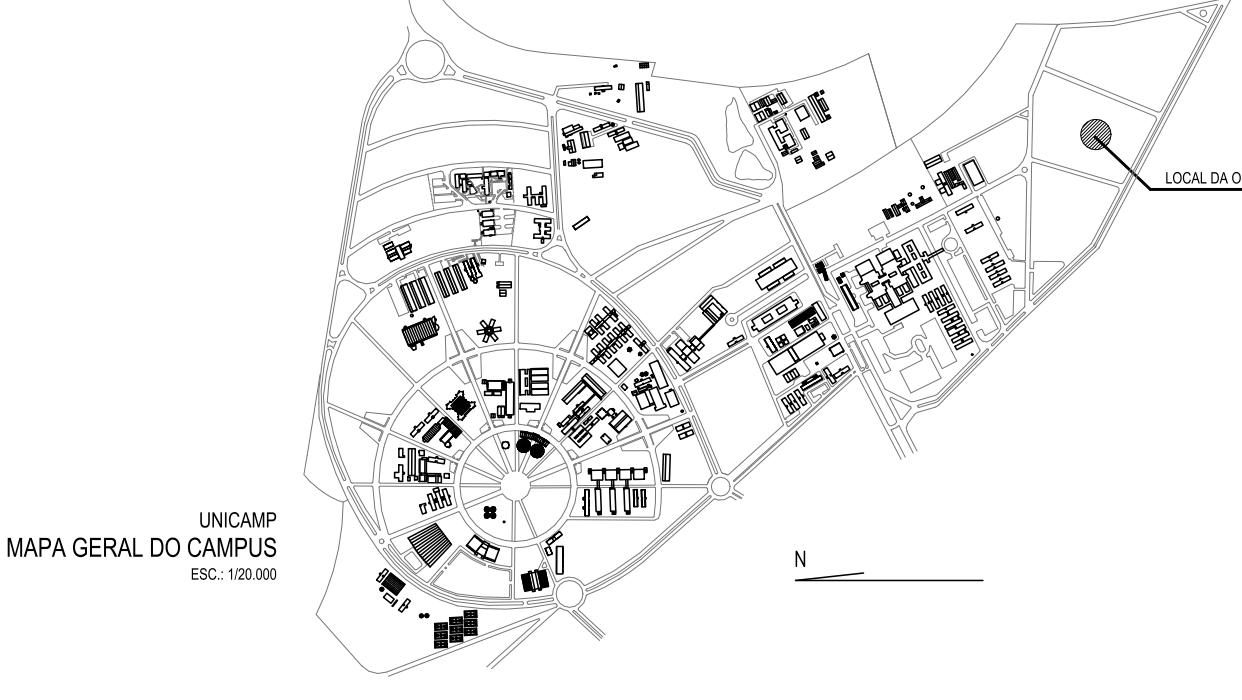 LOCAL DA O
UNICAMP
MAPA GERAL DO CAMPUS
ESC.: 1/20.000
N